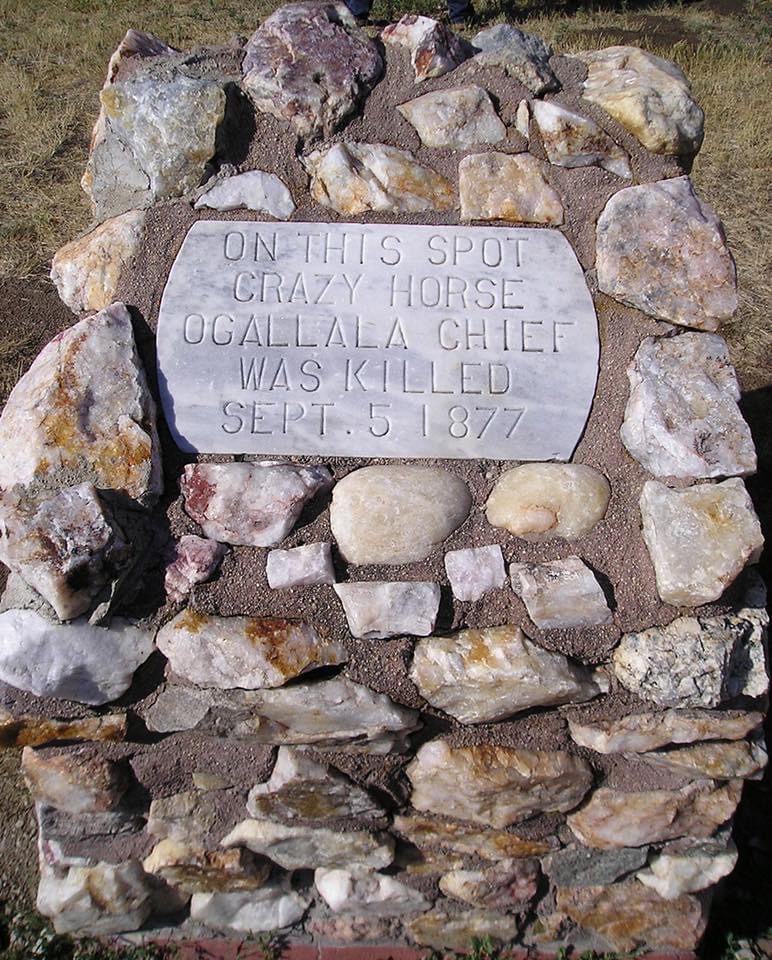 ON THIS SPOT
CRAZY HORSE
OGALLALA CHIEF
WAS KILLED
SEPT. 5 1877